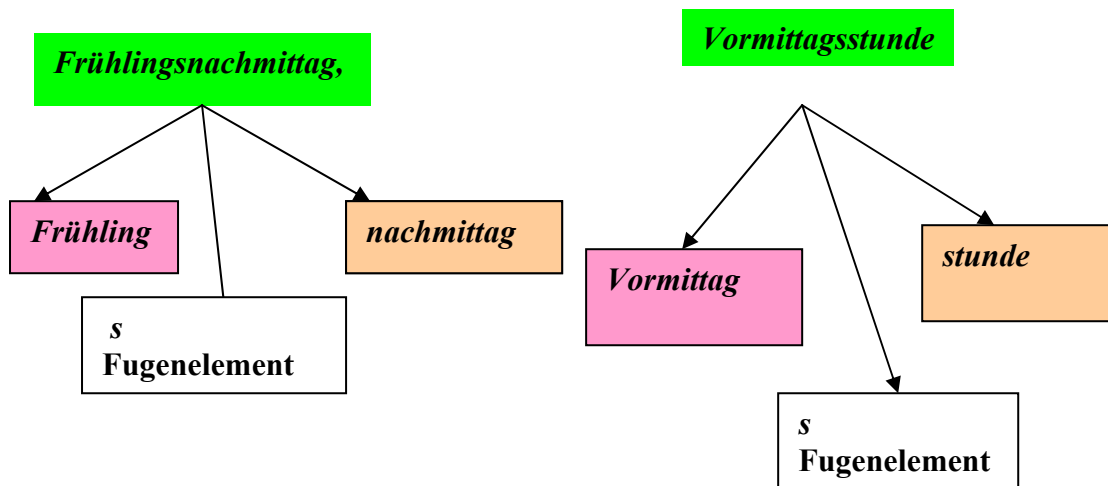 Frühlingsnachmittag,
Frühling
nachmittag
s
Fugenelement
Vormittagsstunde
Vormittag
stunde
s
Fugenelement